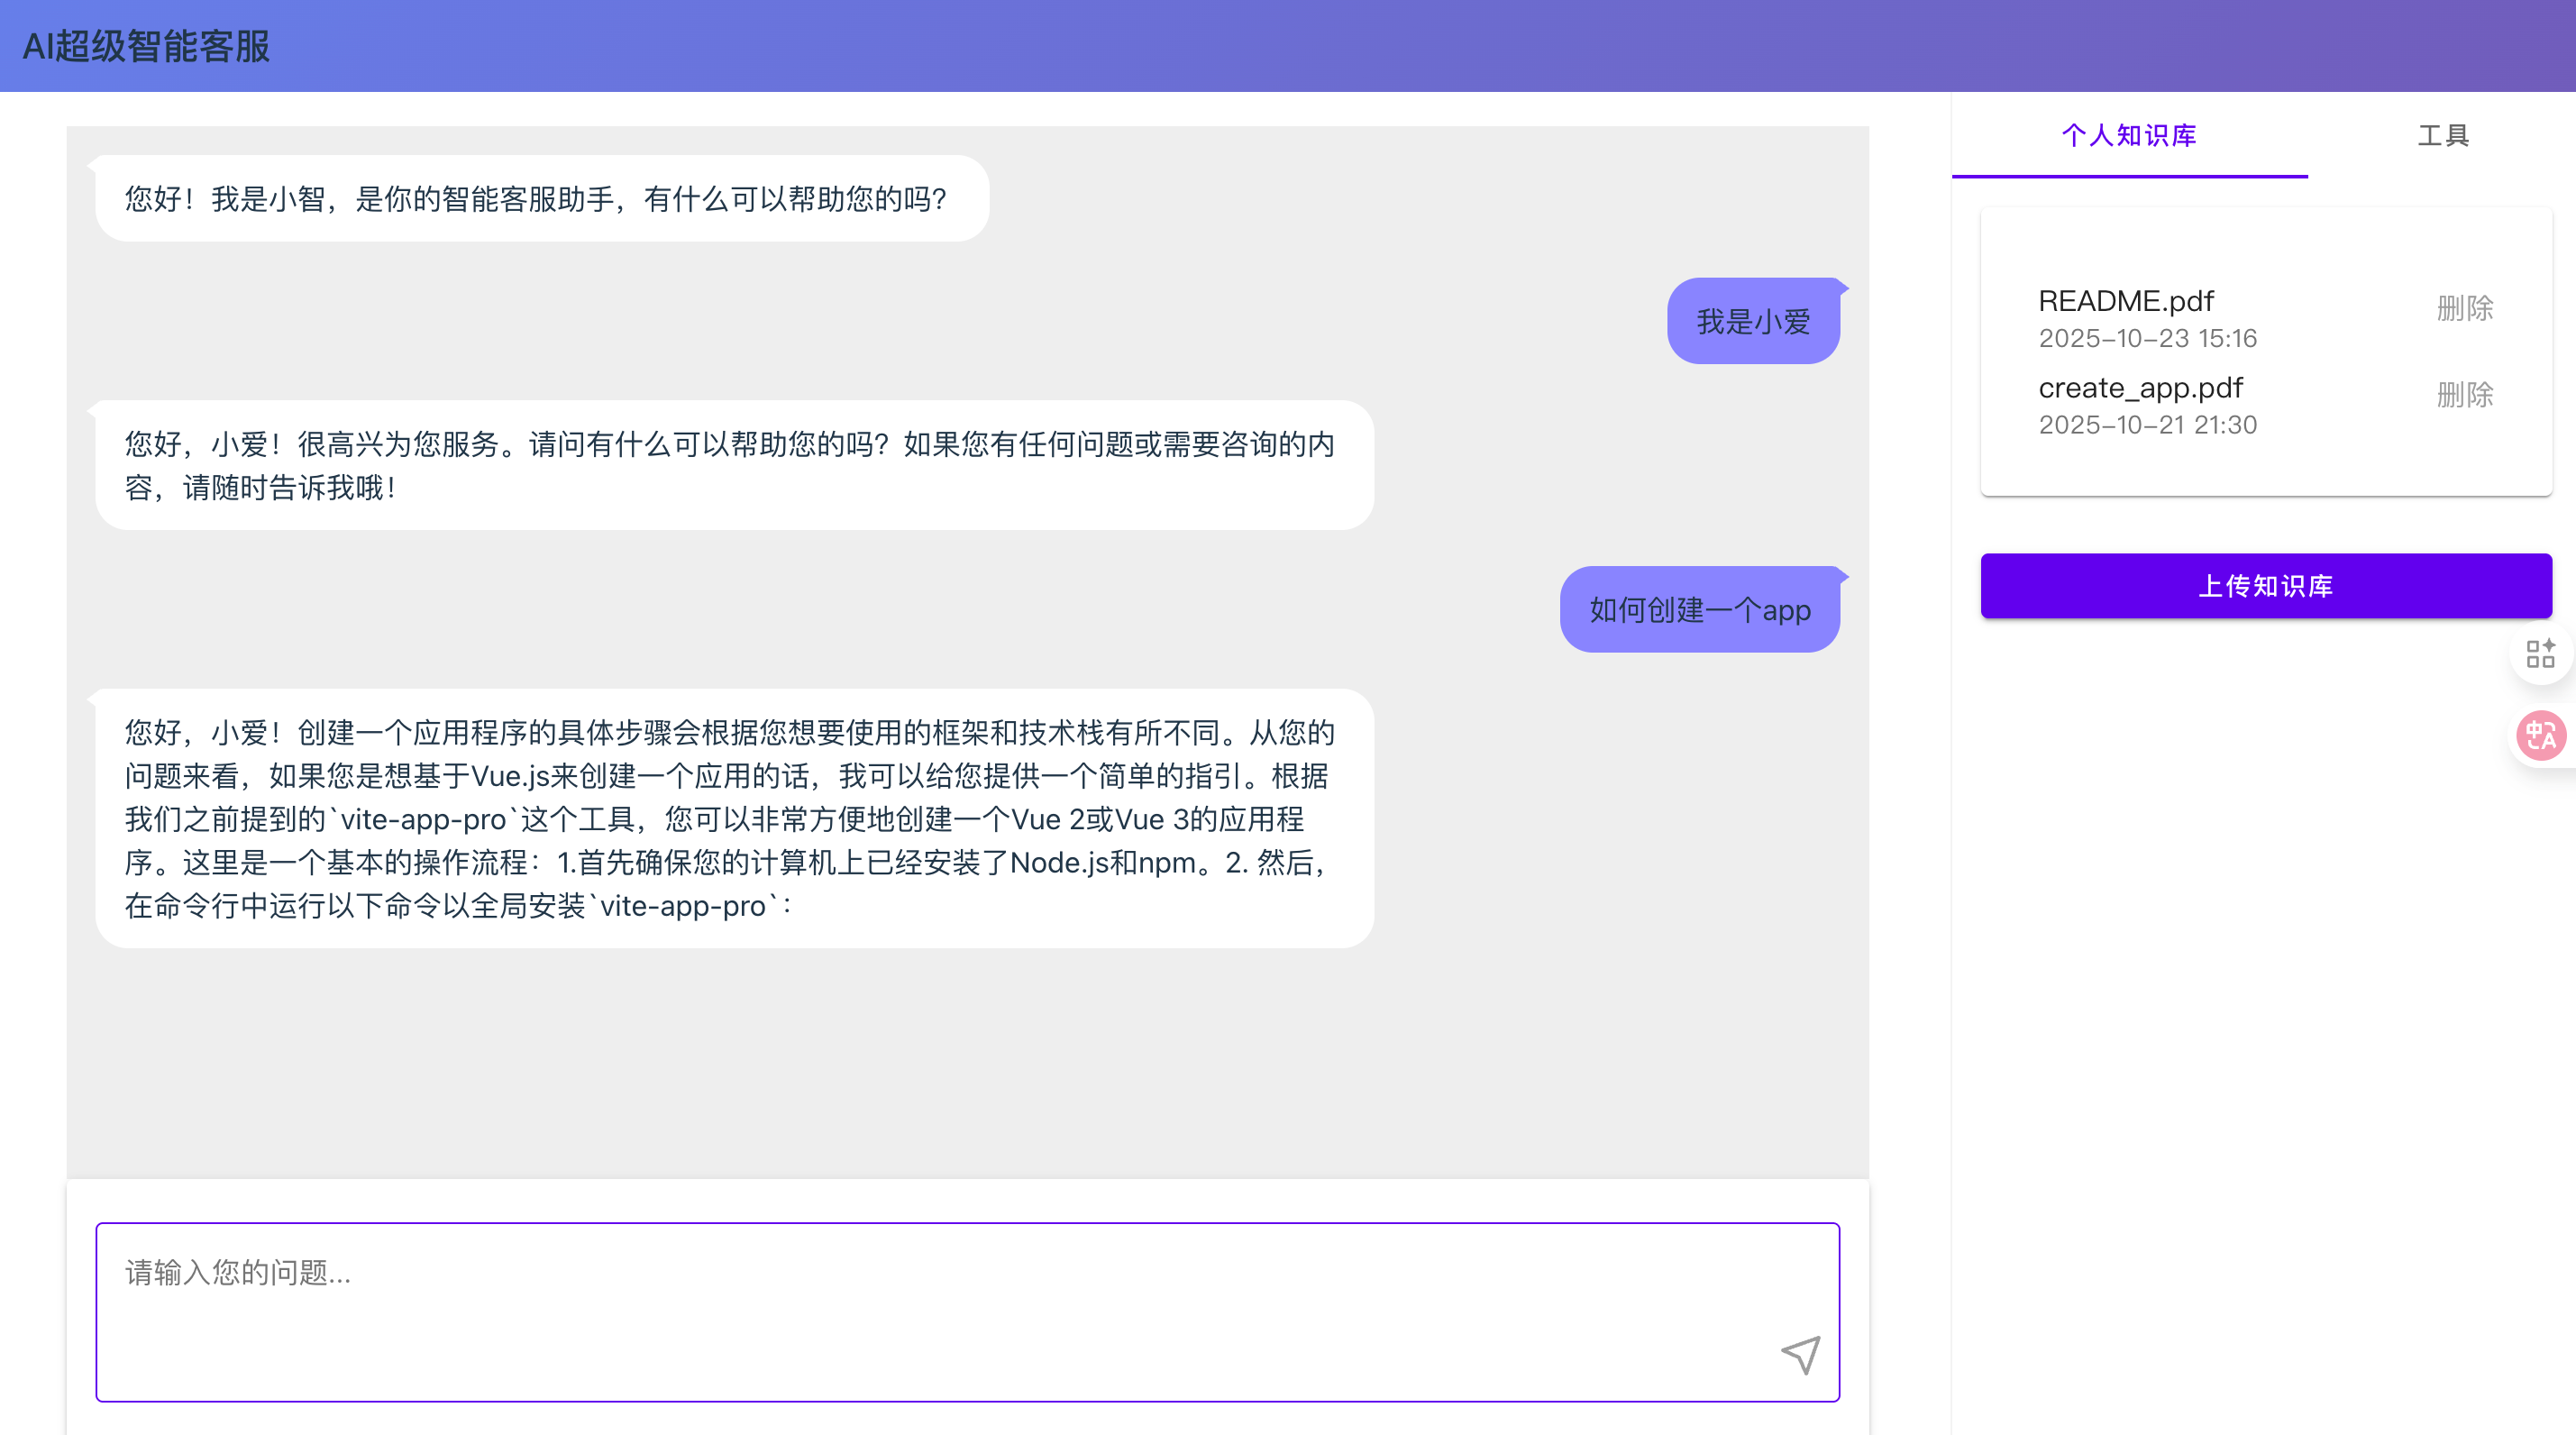 AI超级智能客服
您好！我是小智，是你的智能客服助手，有什么可以帮助您的吗？
我是小爱
您好，小爱！很高兴为您服务。请问有什么可以帮助您的吗？如果您有任何问题或需要咨询的内
容，请随时告诉我哦！
如何创建一个app
您好，小爱！创建一个应用程序的具体步骤会根据您想要使用的框架和技术栈有所不同。从您的
问题来看，如果您是想基于Vue.js来创建一个应用的话，我可以给您提供一个简单的指引。根据
我们之前提到的`vite-app-pro`这个工具，您可以非常方便地创建一个Vue 2或Vue 3的应用程
序。这里是一个基本的操作流程：1.首先确保您的计算机上已经安装了Node.js和npm。2. 然后，
在命令行中运行以下命令以全局安装`vite-app-pro`：
请输入您的问题...
个人知识库
工具
README.pdf
删除
2025-10-23 15:16
create_app.pdf
删除
2025-10-21 21:30
上传知识库
中A